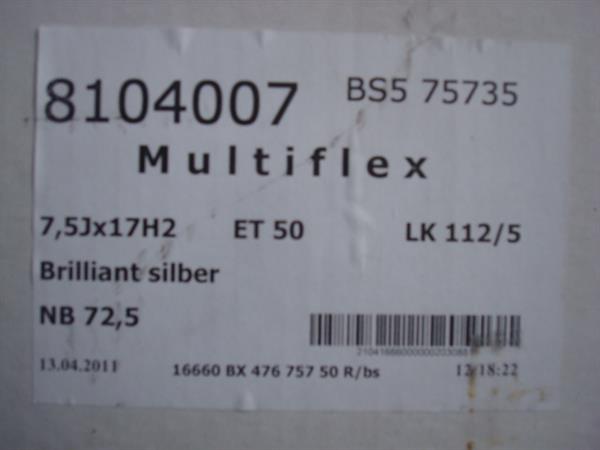 8104007 BS5 75735
Multiflex
7,5Jx17H2 ET 50 LK 112/5
Brilliant silber
NB 72,5
13.04.2011 16660 BX 476 757 50 R/bs 12:18:22